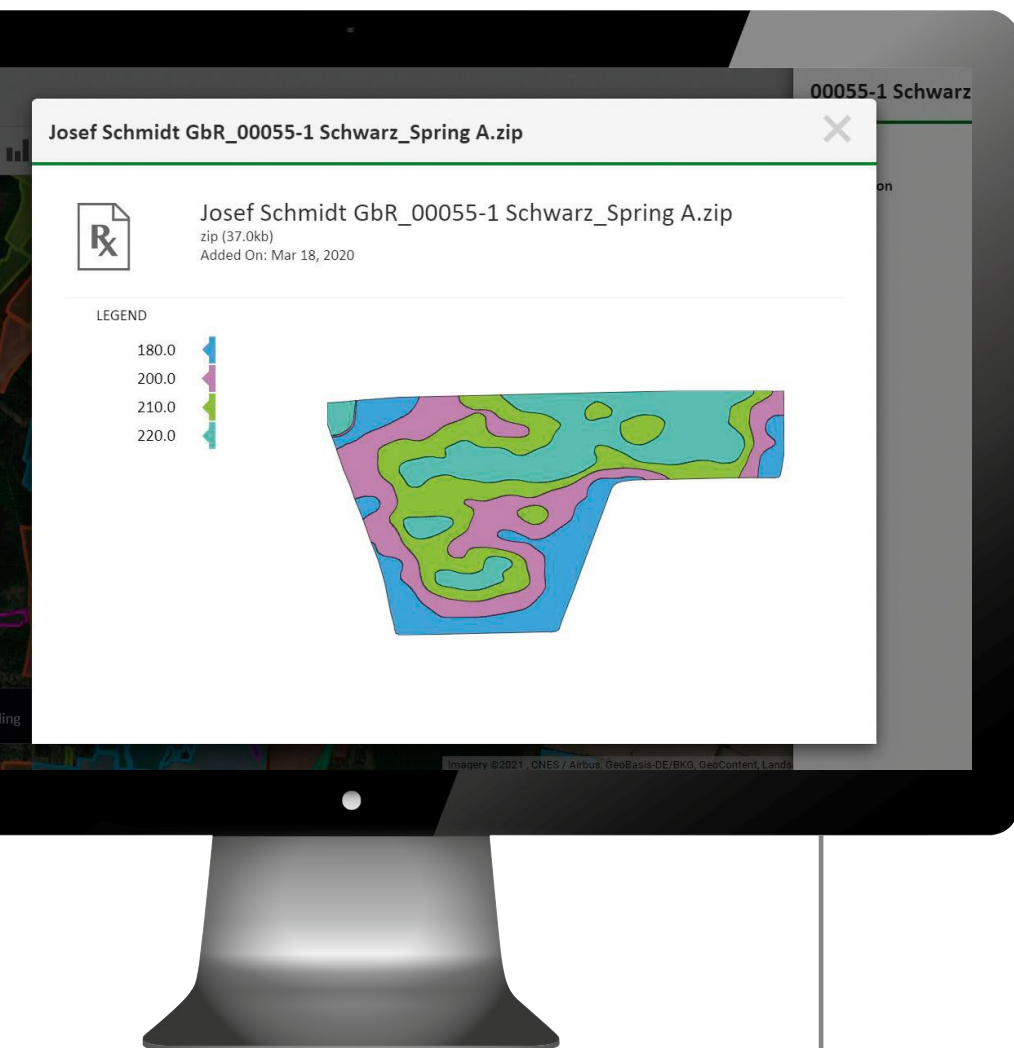 00055-1 Schwarz
Josef Schmidt GbR_00055-1 Schwarz_Spring A.zip
Rx
Josef Schmidt GbR_00055-1 Schwarz_Spring A.zip
zip (37.0kb)
Added On: Mar 18, 2020
LEGEND
180.0
200.0
210.0
220.0
Imagery ©2021 , CNES / Airbus, GeoBasis-DE/BKG, GeoContent, Lands